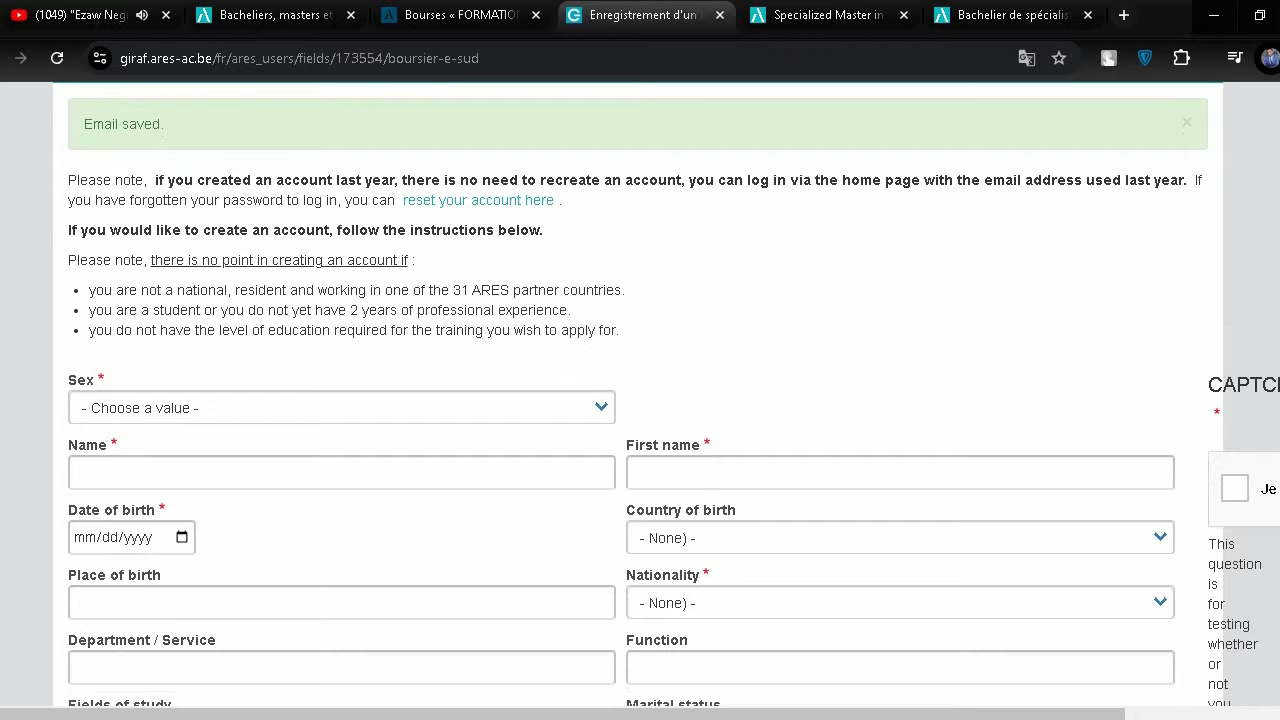 (1049) "Ezaw Neg
Bacheliers, masters et
Bourses « FORMATIO
Enregistrement d'un
Specialized Master in
Bachelier de spécialis
giraf.ares-ac.be/fr/ares_users/fields/173554/boursier-e-sud
Email saved.
Please note, if you created an account last year, there is no need to recreate an account, you can log in via the home page with the email address used last year. If
you have forgotten your password to log in, you can reset your account here .
If you would like to create an account, follow the instructions below.
Please note, there is no point in creating an account if :
• you are not a national, resident and working in one of the 31 ARES partner countries.
• you are a student or you do not yet have 2 years of professional experience.
• you do not have the level of education required for the training you wish to apply for.
Sex *
- Choose a value -
CAPTC
*
Name *
First name *
Je
Date of birth *
Country of birth
mm/dd/yyyy
- None) -
This
question
is
for
testing
whether
or
not
you
Place of birth
Nationality *
- None) -
Department / Service
Function
Fields of study
Marital status